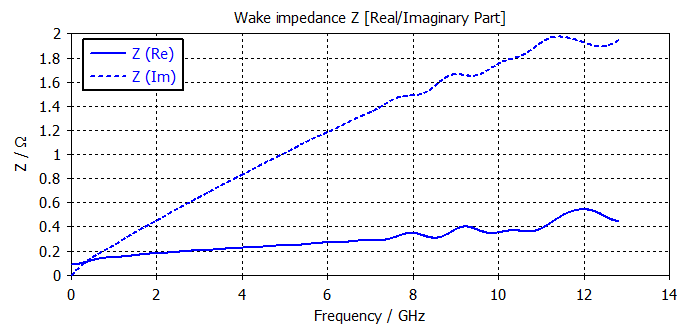 Wake impedance Z [Real/Imaginary Part]
Z (Re)
Z (Im)
Z / Ω
2
1.8
1.6
1.4
1.2
1
0.8
0.6
0.4
0.2
0
0 2 4 6 8 10 12 14
Frequency / GHz